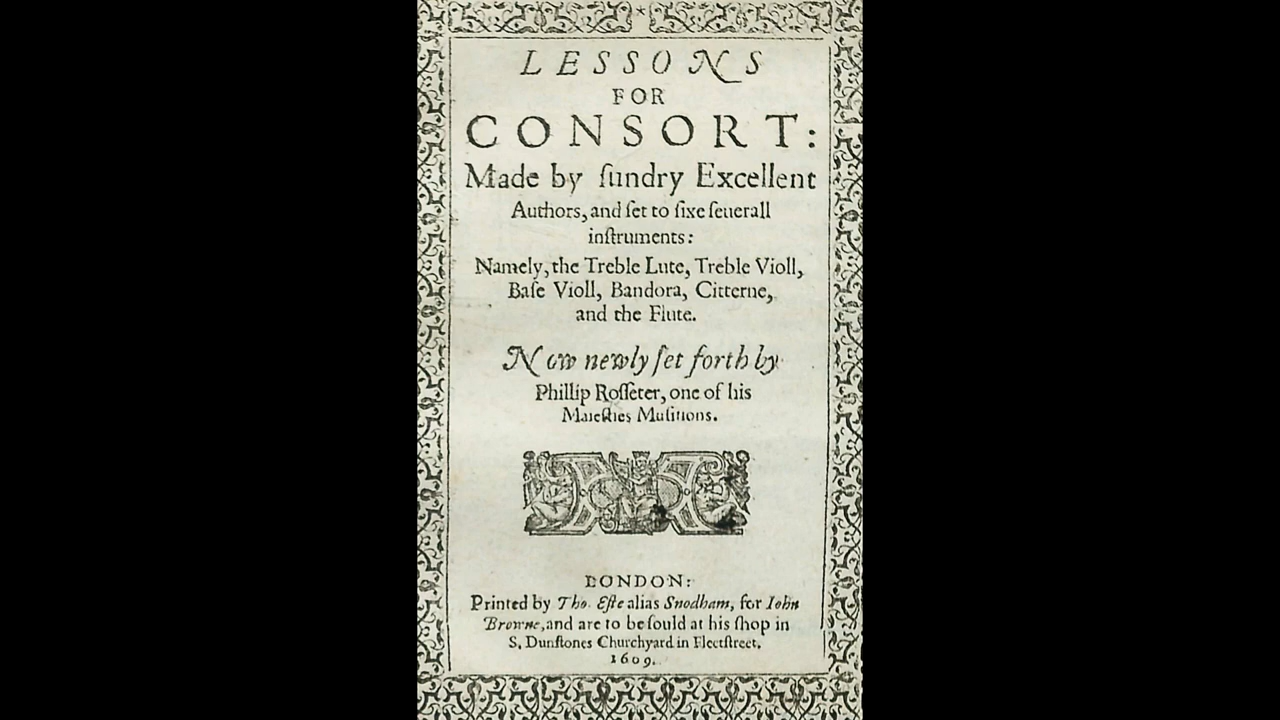 LESSONS
FOR
CONSORT:
Made by ſundry Excellent
Authors, and ſet to ſixe ſeuerall
inſtruments:
Namely, the Treble Lute, Treble Violl,
Baſe Violl, Bandora, Citterne,
and the Flute.
Now newly ſet forth by
Phillip Roſſeter, one of his
Maieſties Muſitions.
LONDON:
Printed by Tho. Eſte alias Snodham, for Iohn
Browne, and are to be ſould at his ſhop in
S. Dunſtones Churchyard in Fleetſtreet.
1609.